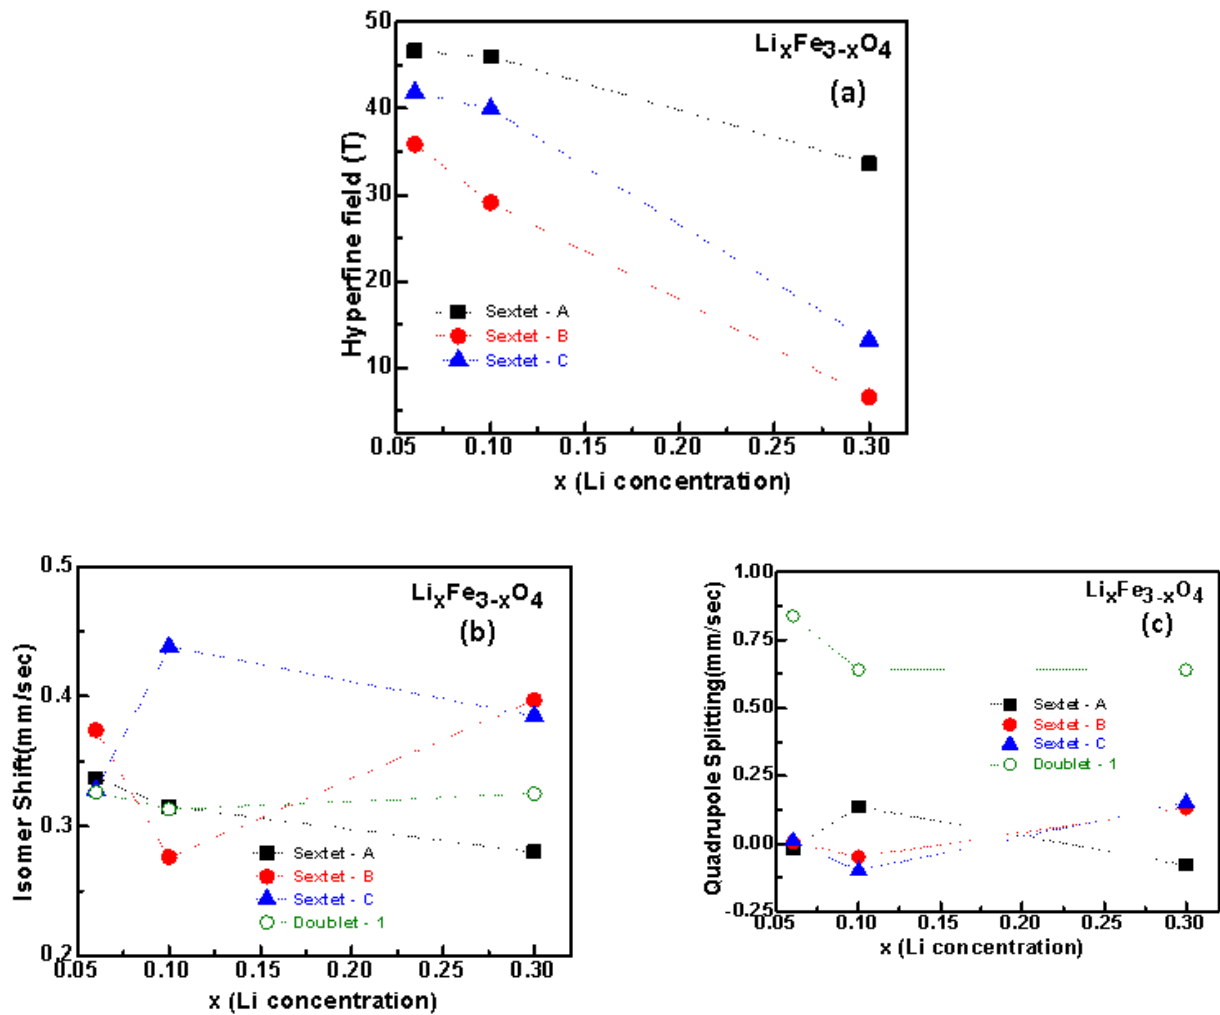 50
40
30
20
10
Hyperfine field (T)
LiₓFe₃₋ₓO₄
(a)
Sextet - A
Sextet - B
Sextet - C
0.05 0.10 0.15 0.20 0.25 0.30
x (Li concentration)
0.5
0.4
0.3
0.2
Isomer Shift(mm/sec)
LiₓFe₃₋ₓO₄
(b)
Sextet - A
Sextet - B
Sextet - C
Doublet - 1
0.05 0.10 0.15 0.20 0.25 0.30
x (Li concentration)
1.00
0.75
0.50
0.25
0.00
-0.25
Quadrupole Splitting(mm/sec)
LiₓFe₃₋ₓO₄
(c)
Sextet - A
Sextet - B
Sextet - C
Doublet - 1
0.05 0.10 0.15 0.20 0.25 0.30
x (Li concentration)